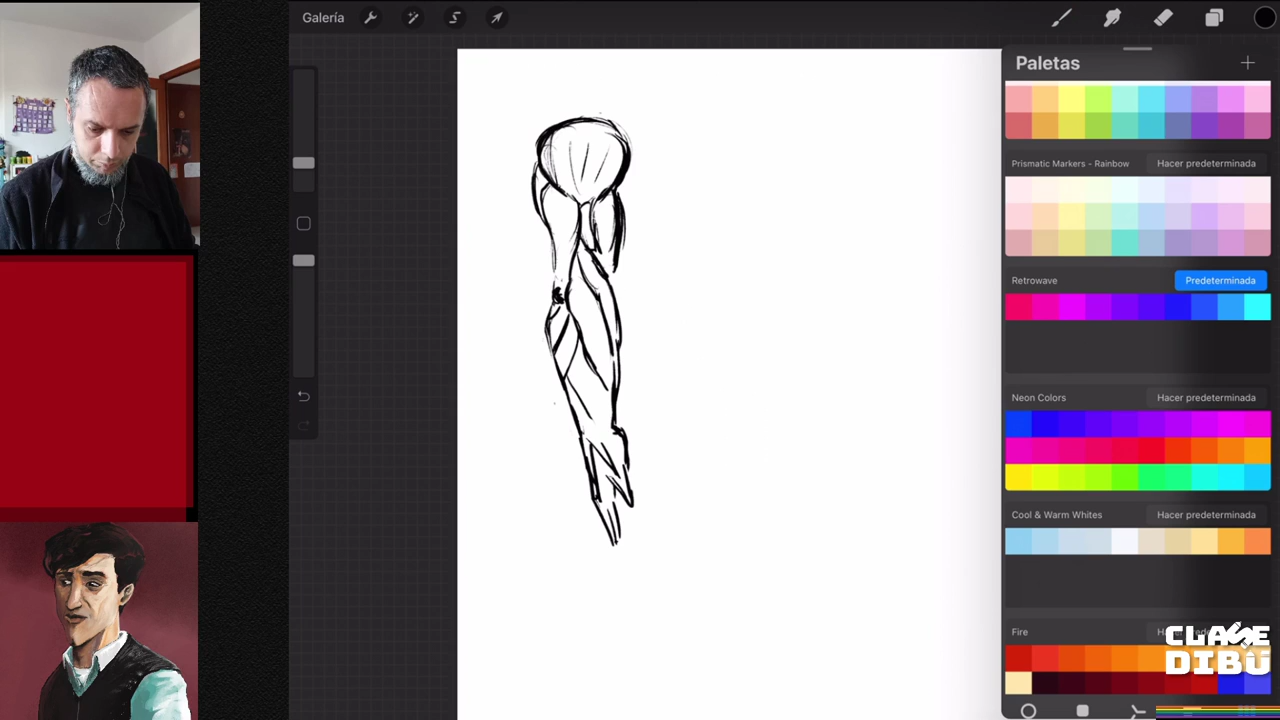 Galería
Paletas
Prismatic Markers - Rainbow
Hacer predeterminada
Retrowave
Predeterminada
Neon Colors
Hacer predeterminada
Cool & Warm Whites
Hacer predeterminada
Fire
CLASE
DIBÚ